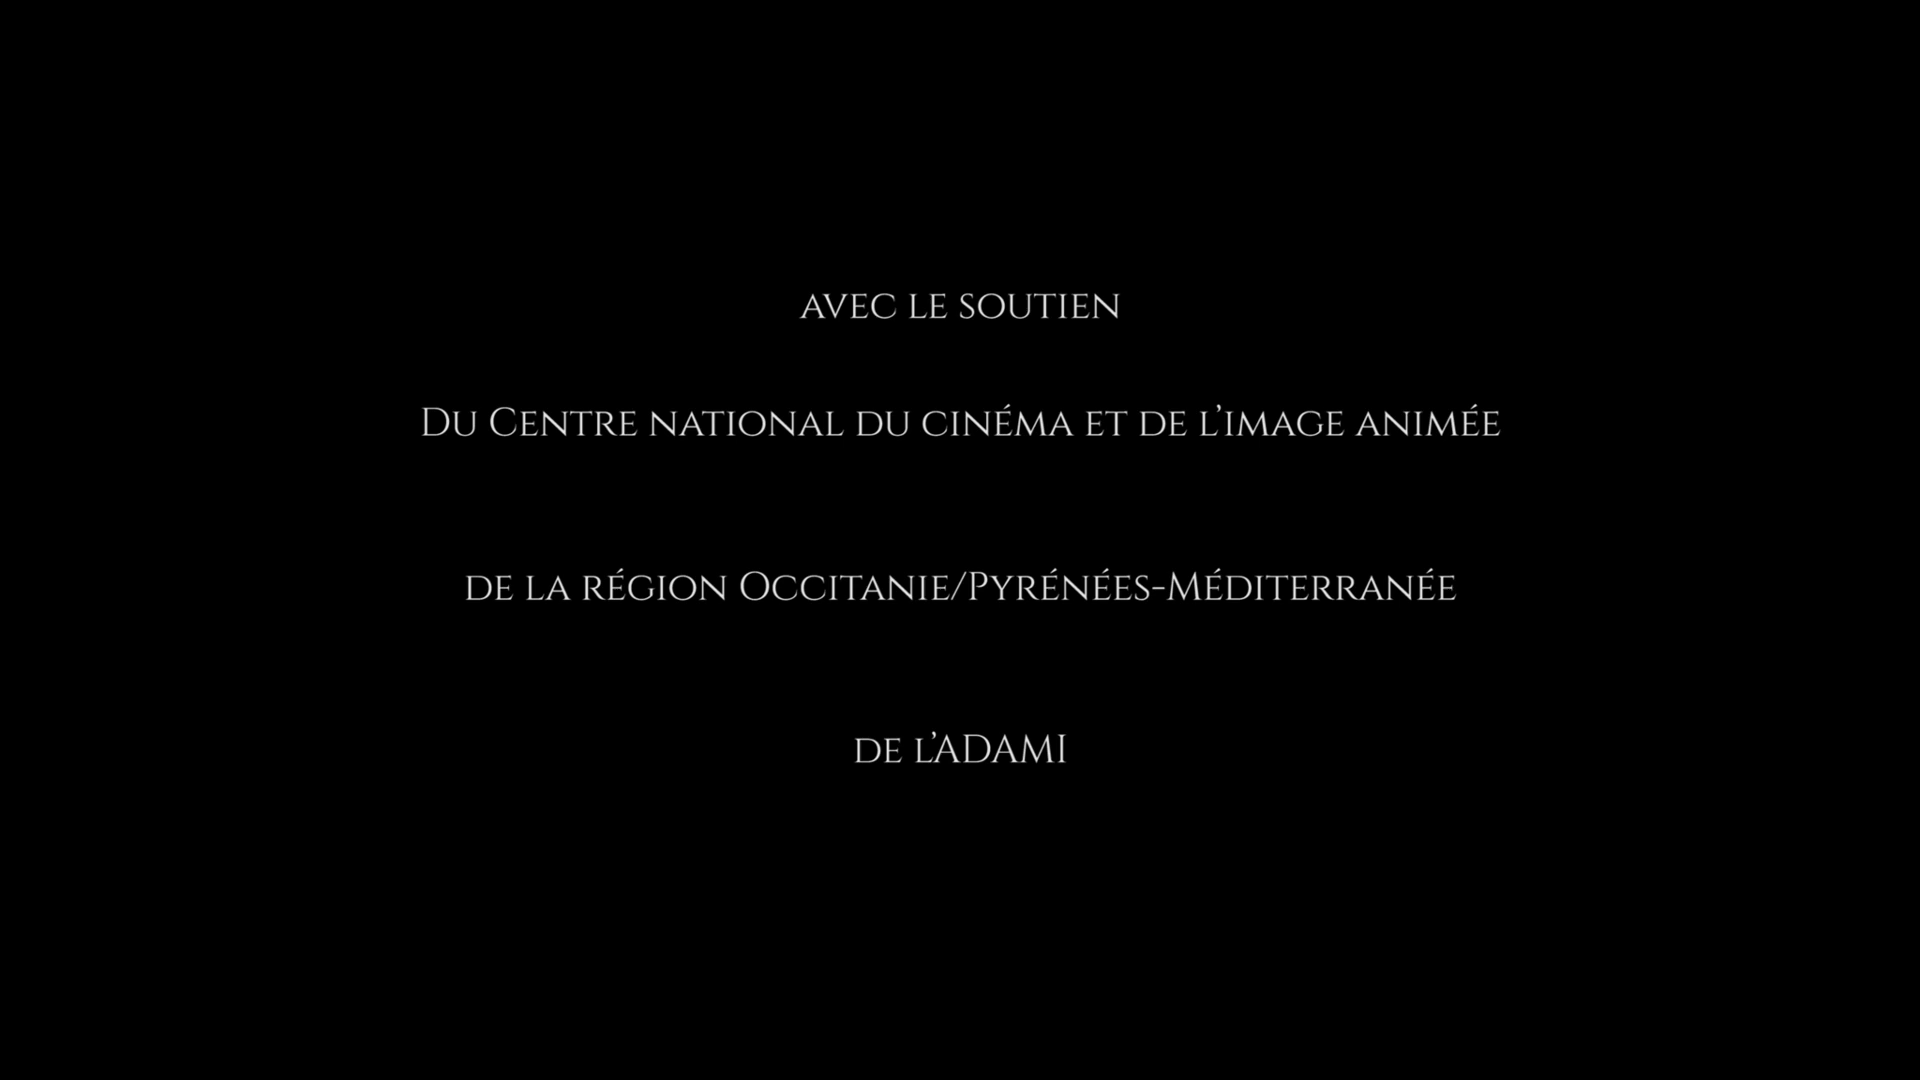 avec le soutien
Du Centre national du cinéma et de l’image animée
de la région Occitanie/Pyrénées-Méditerranée
de l’ADAMI